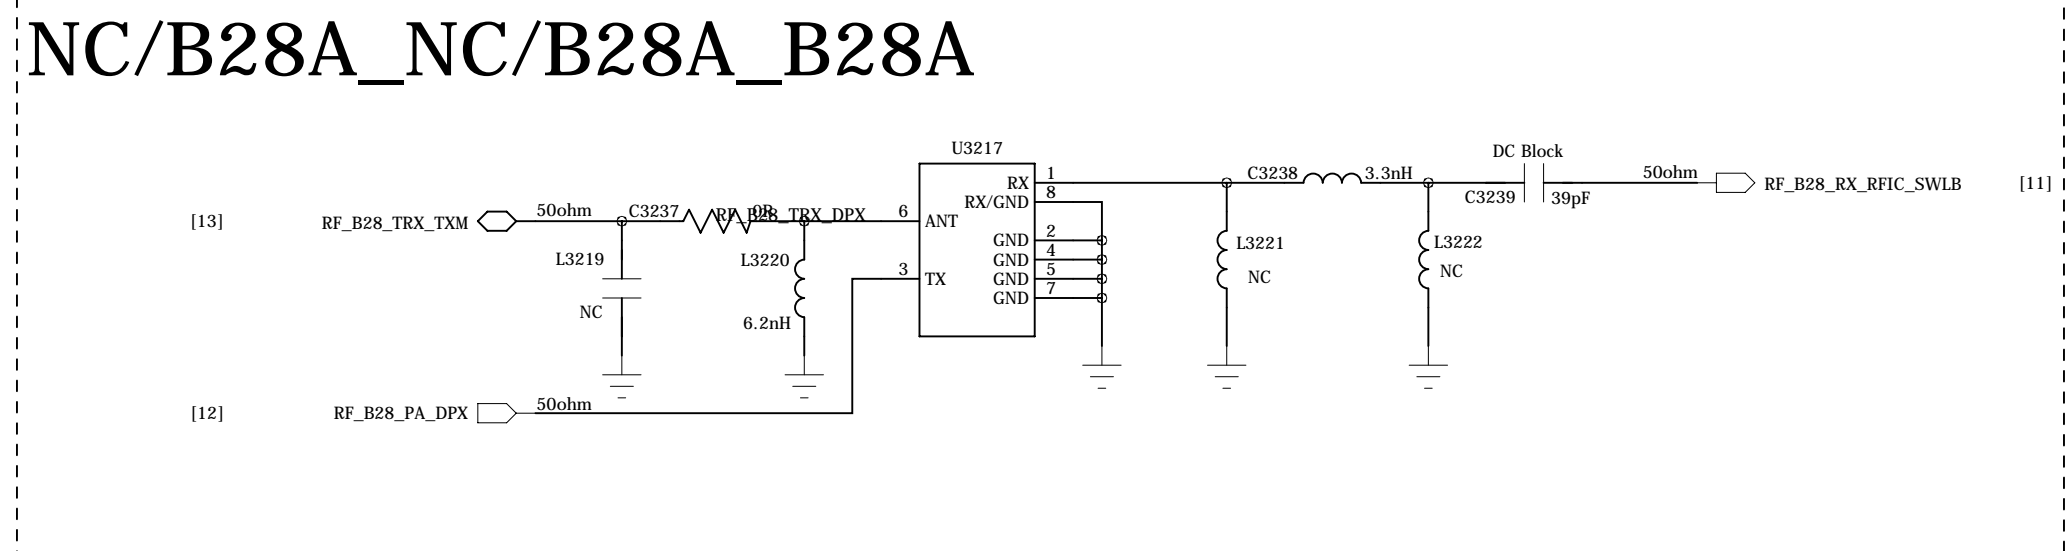 NC/B28A_NC/B28A_B28A
U3217
DC Block
RX 1
C3238 3.3nH
50ohm
RF_B28_RX_RFIC_SWLB [11]
RX/GND 8
C3239 39pF
[13] RF_B28_TRX_TXM 50ohm C3237 0R RF_B28_TRX_DPX 6 ANT
GND 2
L3221
L3222
L3219 L3220
GND 4
NC
NC
3 TX
GND 5
GND 7
NC
6.2nH
[12] RF_B28_PA_DPX 50ohm